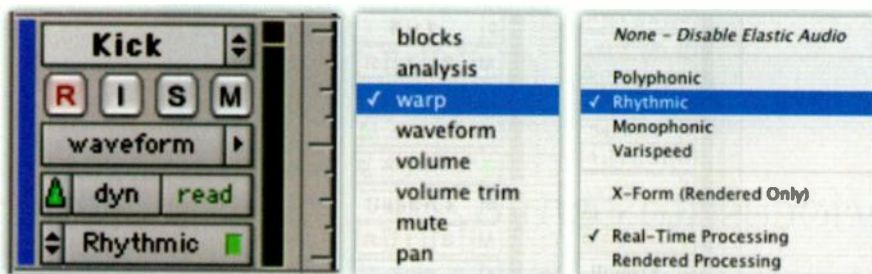 Kick
R I S M
waveform
dyn read
Rhythmic
blocks
analysis
✓ warp
waveform
volume
volume trim
mute
pan
None – Disable Elastic Audio
Polyphonic
✓ Rhythmic
Monophonic
Varispeed
X-Form (Rendered Only)
✓ Real-Time Processing
Rendered Processing